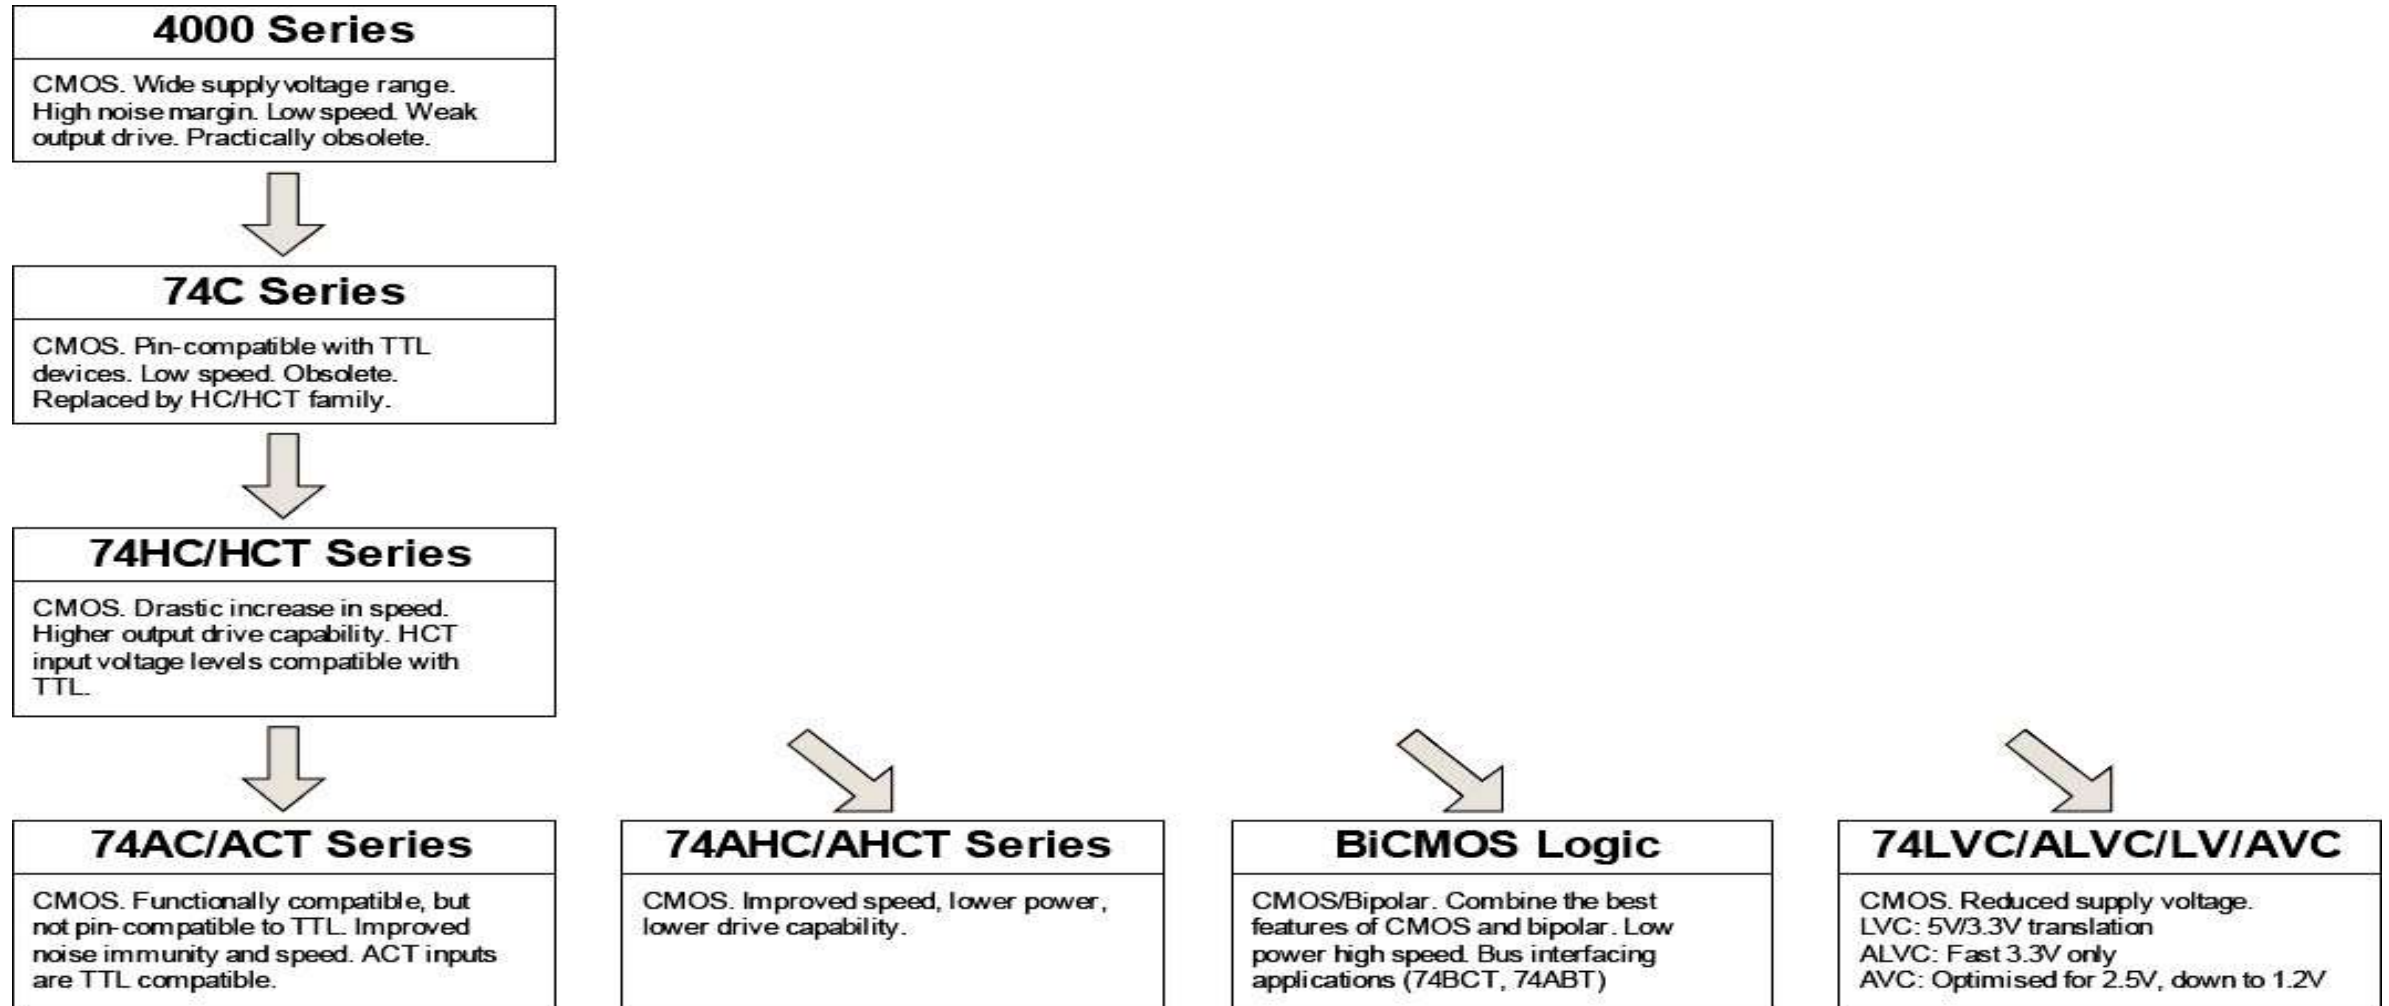 4000 Series
CMOS. Wide supply voltage range.
High noise margin. Low speed. Weak
output drive. Practically obsolete.
74C Series
CMOS. Pin-compatible with TTL
devices. Low speed. Obsolete.
Replaced by HC/HCT family.
74HC/HCT Series
CMOS. Drastic increase in speed.
Higher output drive capability. HCT
input voltage levels compatible with
TTL.
74AC/ACT Series
CMOS. Functionally compatible, but
not pin-compatible to TTL. Improved
noise immunity and speed. ACT inputs
are TTL compatible.
74AHC/AHCT Series
CMOS. Improved speed, lower power,
lower drive capability.
BiCMOS Logic
CMOS/Bipolar. Combine the best
features of CMOS and bipolar. Low
power high speed. Bus interfacing
applications (74BCT, 74ABT)
74LVC/ALVC/LV/AVC
CMOS. Reduced supply voltage.
LVC: 5V/3.3V translation
ALVC: Fast 3.3V only
AVC: Optimised for 2.5V, down to 1.2V